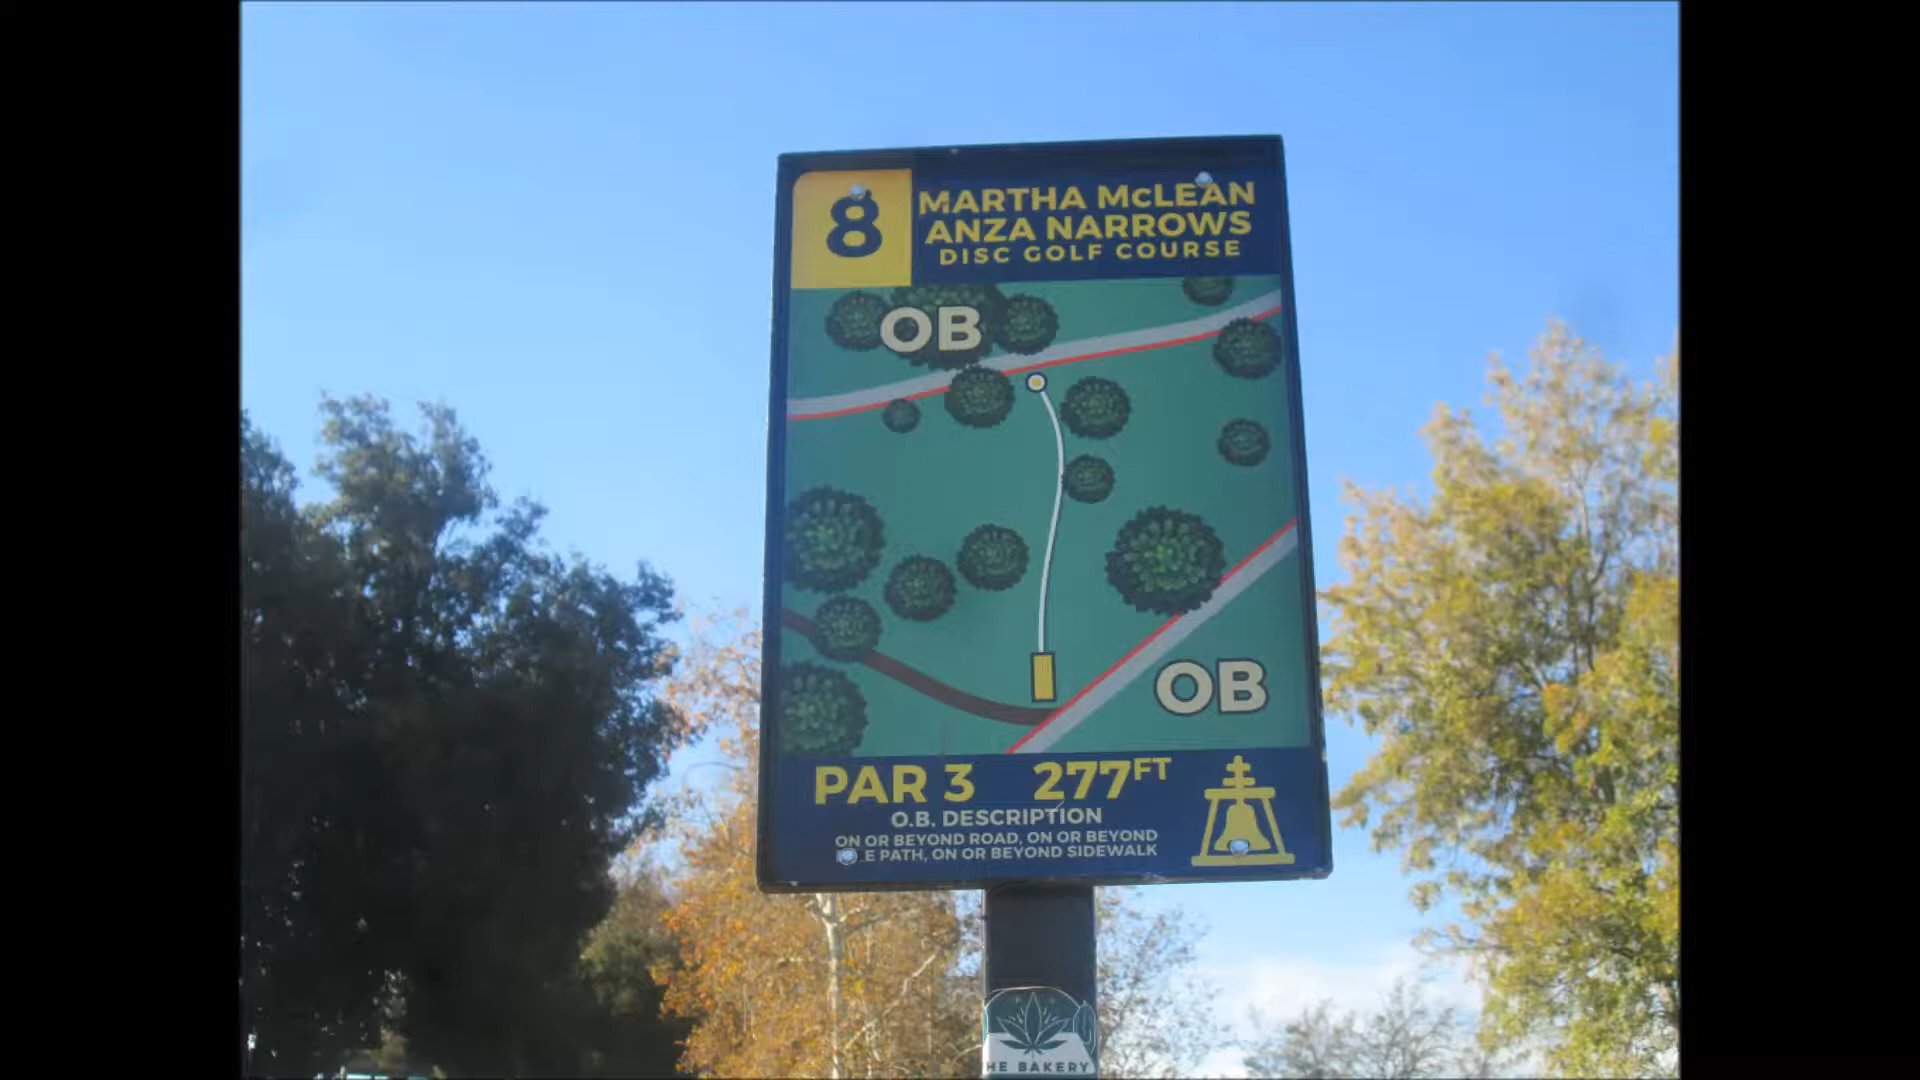 8
MARTHA McLEAN
ANZA NARROWS
DISC GOLF COURSE
OB
OB
PAR 3 277FT
O.B. DESCRIPTION
ON OR BEYOND ROAD, ON OR BEYOND
PATH, ON OR BEYOND SIDEWALK
HE BAKERY